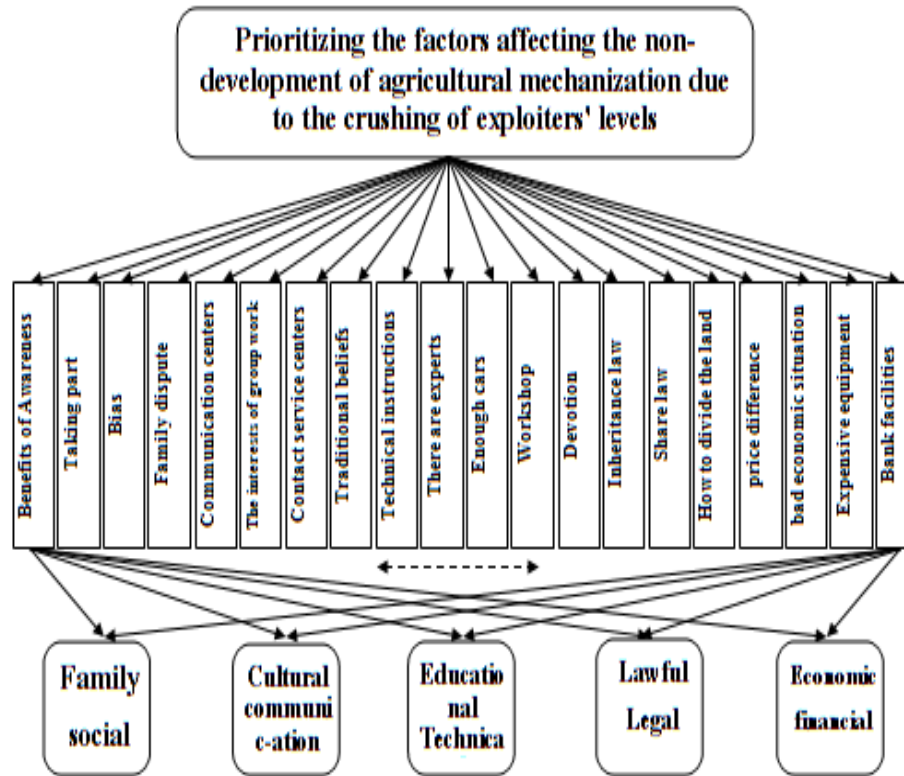 Prioritizing the factors affecting the non-
development of agricultural mechanization due
to the crushing of exploiters' levels
Benefits of Awareness
Taking part
Bias
Family dispute
Communication centers
The interests of group work
Contact service centers
Traditional beliefs
Technical instructions
There are experts
Enough cars
Workshop
Devotion
Inheritance law
Share law
How to divide the land
price difference
bad economic situation
Expensive equipment
Bank facilities
Family
social
Cultural
communi
c-ation
Educatio
nal
Technica
Lawful
Legal
Economic
financial